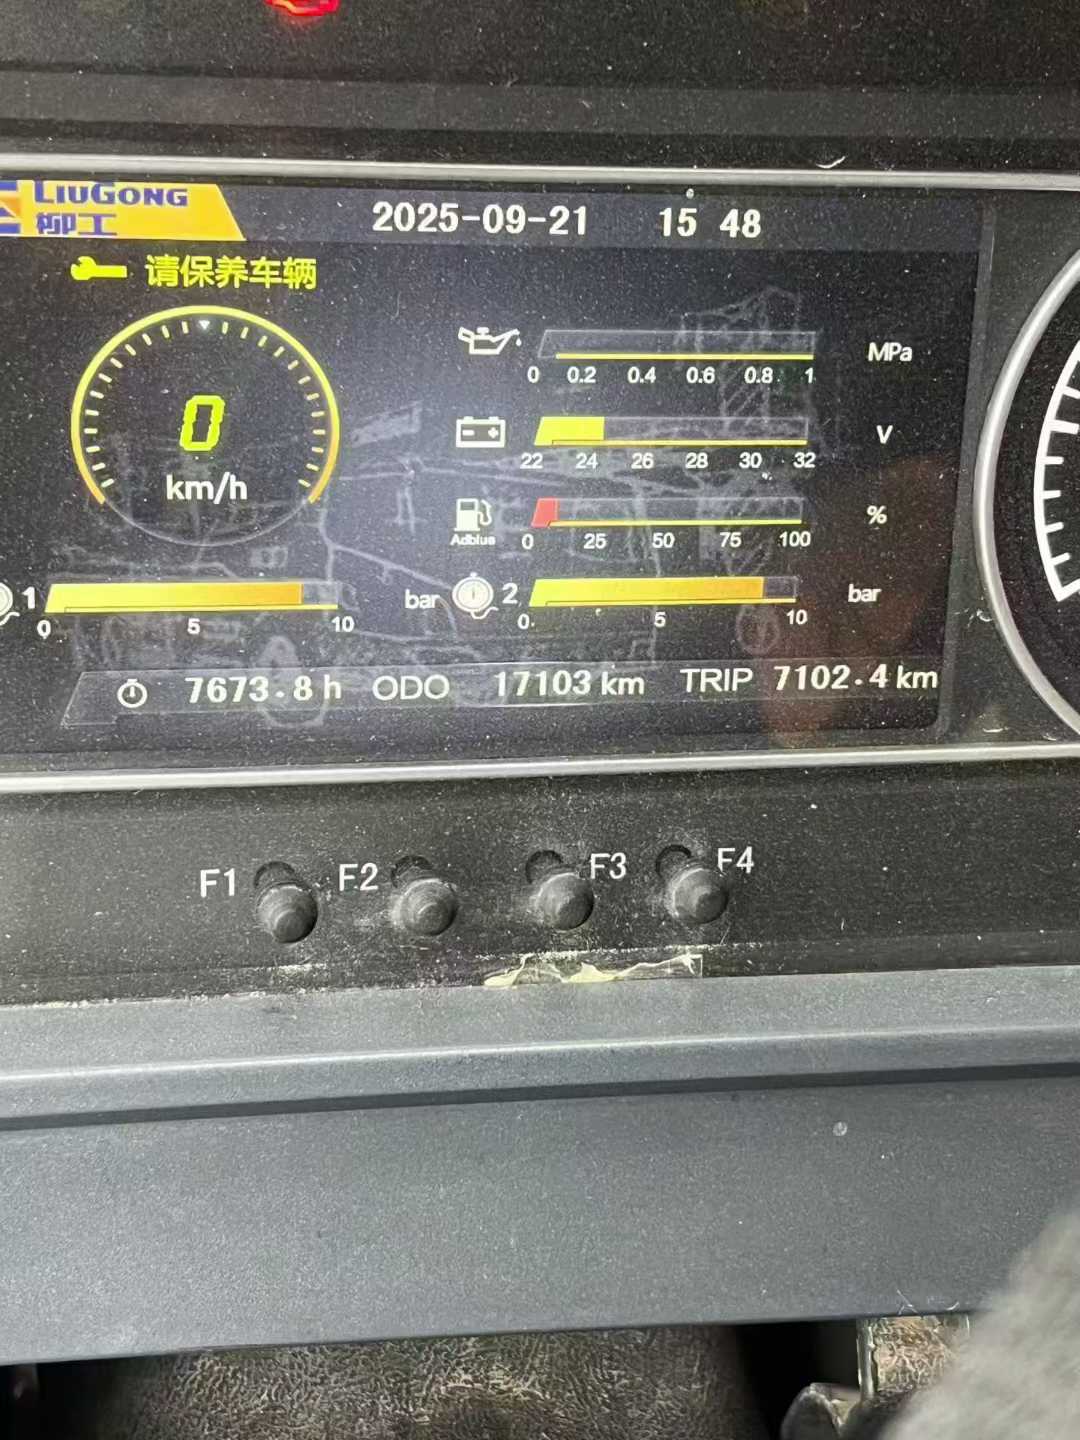 LIUGONG
柳工
2025-09-21 15 48
请保养车辆
0
km/h
MPa
0 0.2 0.4 0.6 0.8 1
V
22 24 26 28 30 32
Adblue
%
0 25 50 75 100
1
bar
0 5 10
2
bar
0 5 10
7673.8 h ODO 17103 km TRIP 7102.4 km
F1 F2 F3 F4